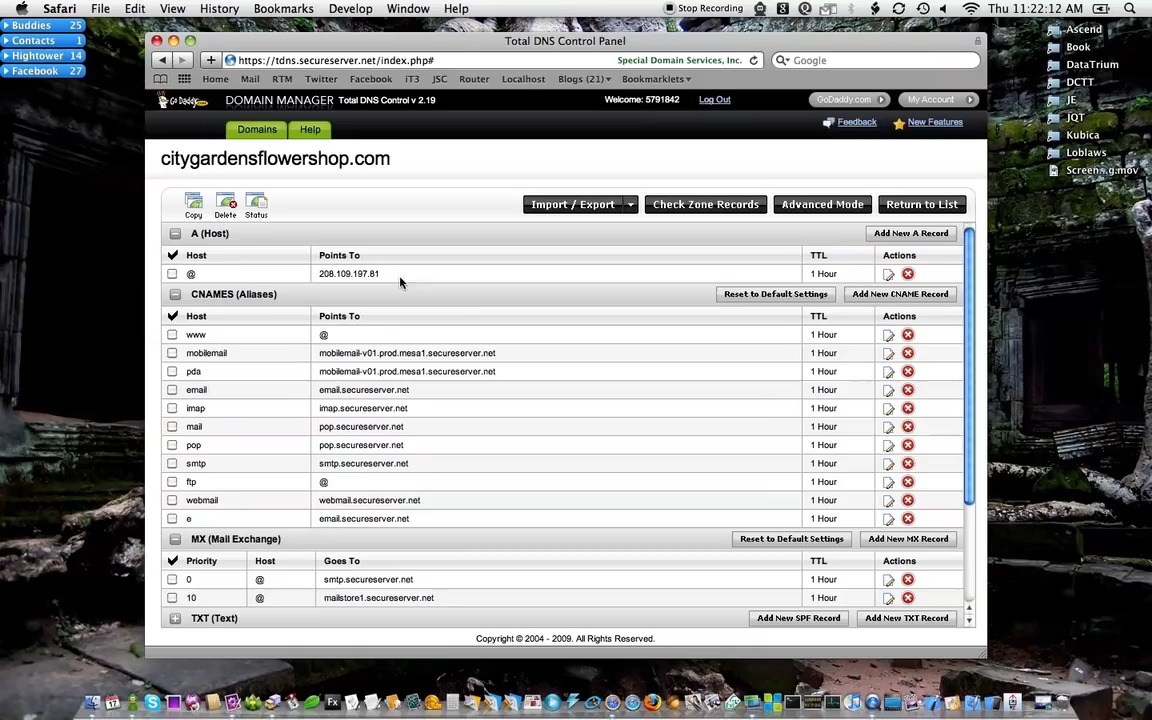 Safari File Edit View History Bookmarks Develop Window Help Stop Recording Thu 11:22:12 AM
Buddies 25
Contacts 1
Hightower 14
Facebook 27
Ascend
Book
DataTrium
DCTT
JE
JQT
Kubica
Loblaws
Screen...g.mov
Total DNS Control Panel
https://tdns.secureserver.net/index.php# Special Domain Services, Inc. Google
Home Mail RTM Twitter Facebook iT3 JSC Router Localhost Blogs (21) Bookmarklets
Go Daddy.com DOMAIN MANAGER Total DNS Control v 2.19 Welcome: 5791842 Log Out GoDaddy.com My Account
Domains Help Feedback New Features
citygardensflowershop.com
Copy Delete Status Import / Export Check Zone Records Advanced Mode Return to List
A (Host) Add New A Record
Host Points To TTL Actions
@ 208.109.197.81 1 Hour
CNAMES (Aliases) Reset to Default Settings Add New CNAME Record
Host Points To TTL Actions
www @ 1 Hour
mobilemail mobilemail-v01.prod.mesa1.secureserver.net 1 Hour
pda mobilemail-v01.prod.mesa1.secureserver.net 1 Hour
email email.secureserver.net 1 Hour
imap imap.secureserver.net 1 Hour
mail pop.secureserver.net 1 Hour
pop pop.secureserver.net 1 Hour
smtp smtp.secureserver.net 1 Hour
ftp @ 1 Hour
webmail webmail.secureserver.net 1 Hour
e email.secureserver.net 1 Hour
MX (Mail Exchange) Reset to Default Settings Add New MX Record
Priority Host Goes To TTL Actions
0 @ smtp.secureserver.net 1 Hour
10 @ mailstore1.secureserver.net 1 Hour
TXT (Text) Add New SPF Record Add New TXT Record
Copyright © 2004 - 2009. All Rights Reserved.